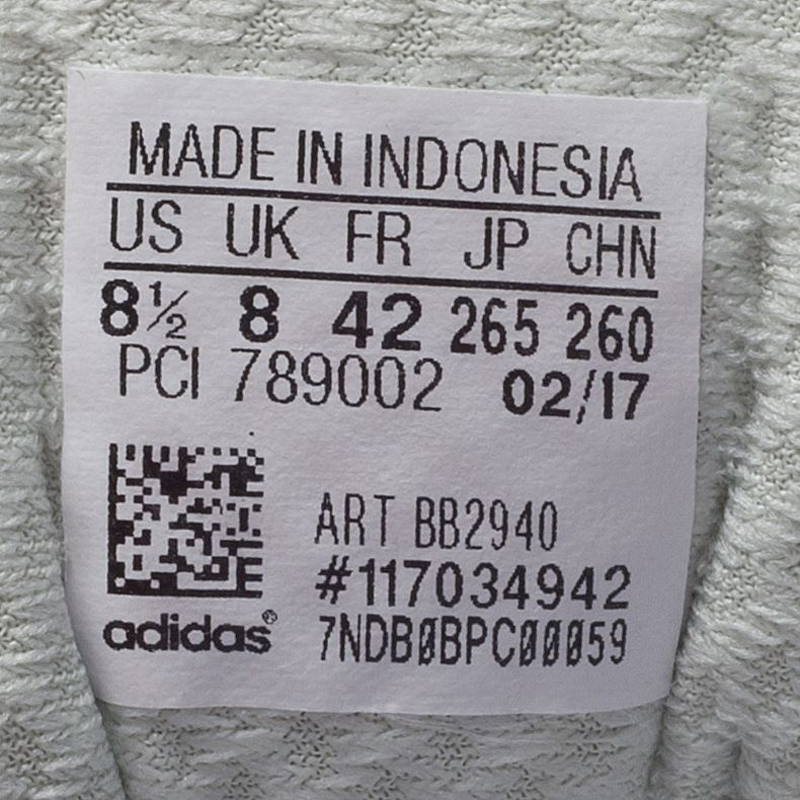 MADE IN INDONESIA
US UK FR JP CHN
8½ 8 42 265 260
PCI 789002 02/17
ART BB2940
#117034942
adidas® 7NDB0BPC00059